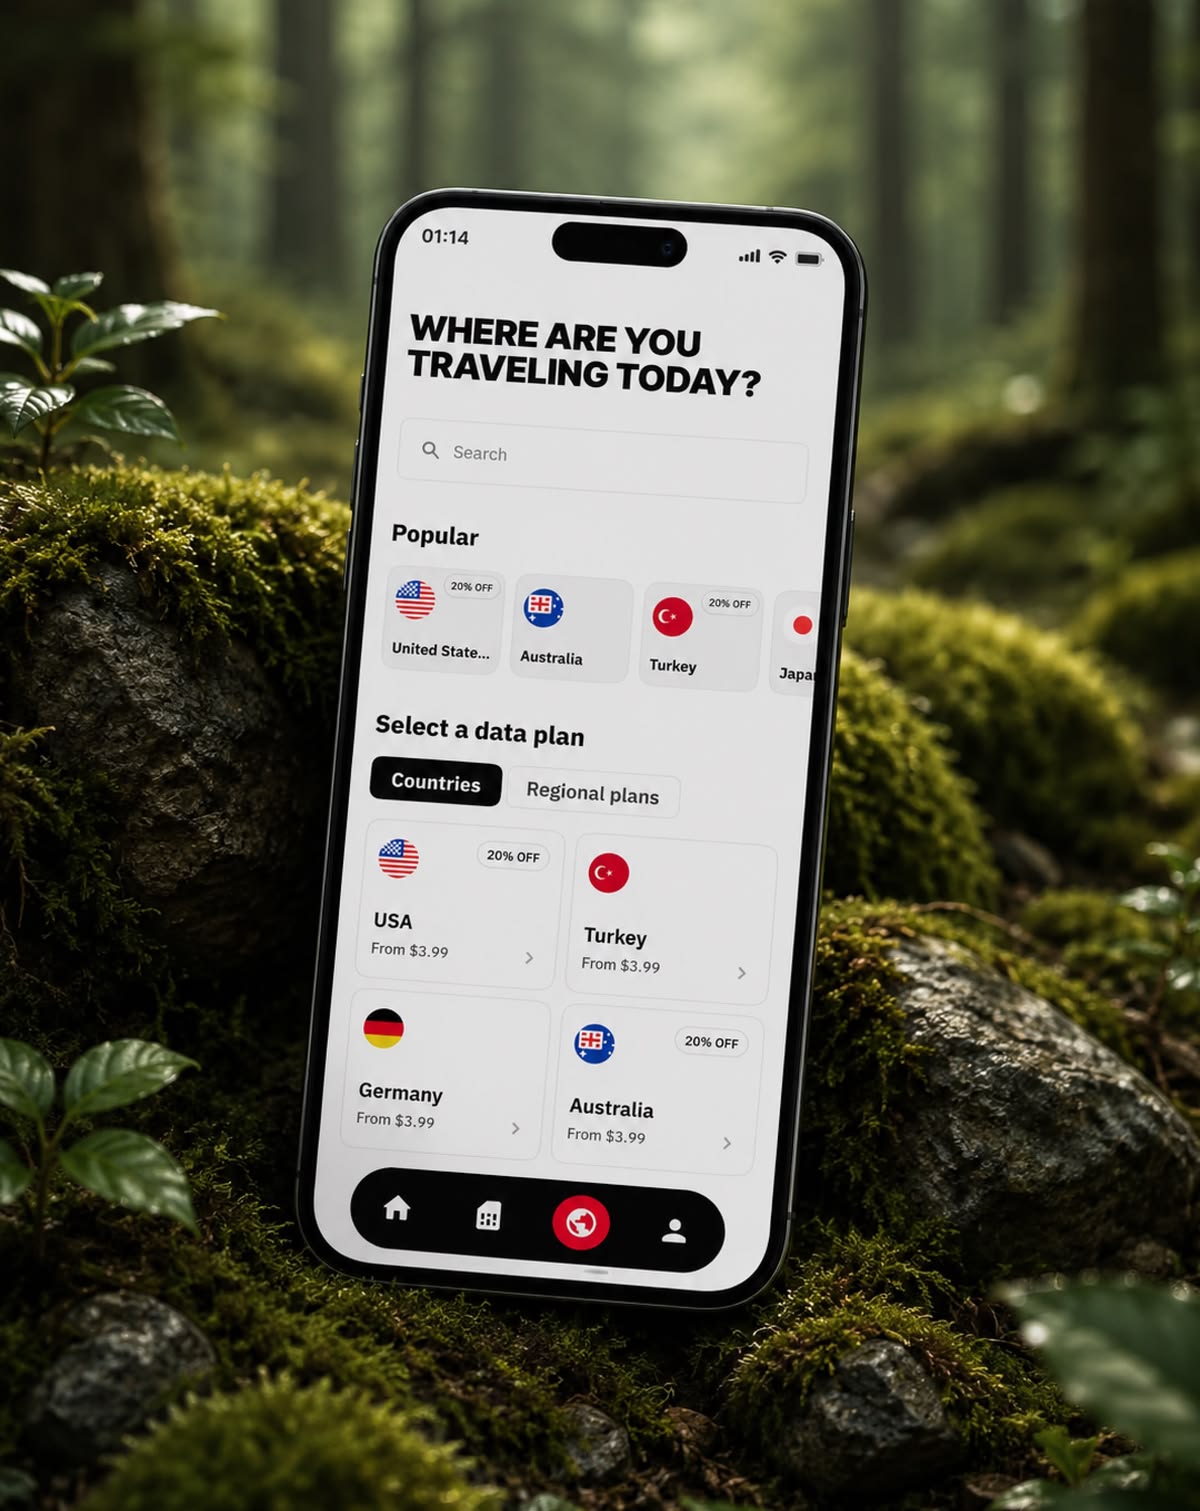 01:14
WHERE ARE YOU
TRAVELING TODAY?
Search
Popular
20% OFF
United State...
Australia
20% OFF
Turkey
Japa
Select a data plan
Countries
Regional plans
20% OFF
USA
From $3.99
Turkey
From $3.99
Germany
From $3.99
20% OFF
Australia
From $3.99